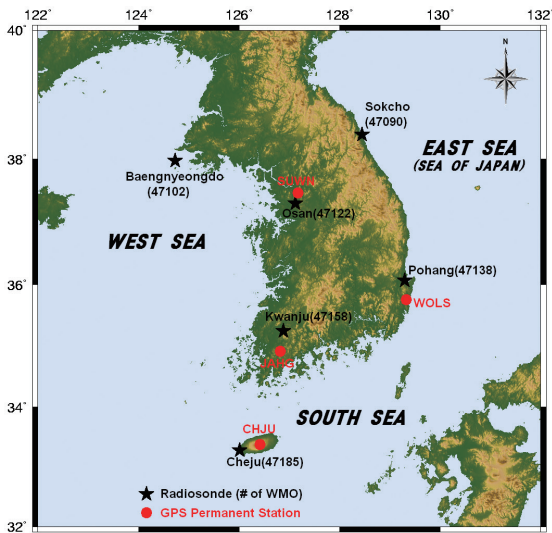 122° 124° 126° 128° 130° 132°
40°
N
Sokcho
(47090)
EAST SEA
(SEA OF JAPAN)
38°
Baengnyeongdo
(47102)
SUWN
Osan(47122)
WEST SEA
36°
Pohang(47138)
WOLS
Kwanju(47158)
JANG
34°
SOUTH SEA
CHJU
Cheju(47185)
Radiosonde (# of WMO)
GPS Permanent Station
32°